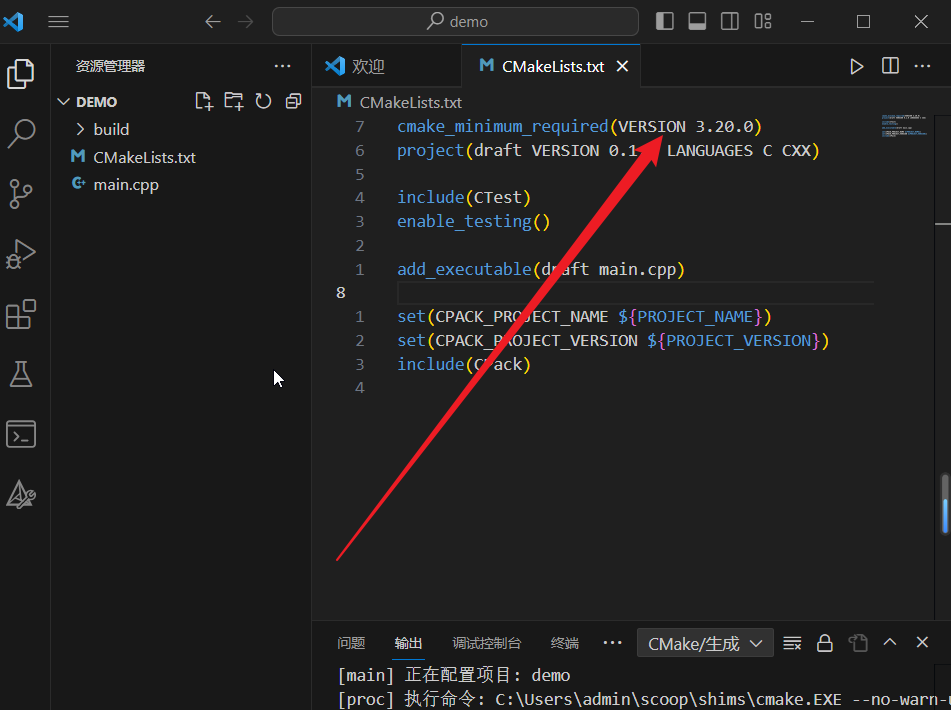 demo
资源管理器
欢迎
CMakeLists.txt
DEMO
build
CMakeLists.txt
main.cpp
CMakeLists.txt
7 cmake_minimum_required(VERSION 3.20.0)
6 project(draft VERSION 0.1 LANGUAGES C CXX)
5
4 include(CTest)
3 enable_testing()
2
1 add_executable(draft main.cpp)
8
1 set(CPACK_PROJECT_NAME ${PROJECT_NAME})
2 set(CPACK_PROJECT_VERSION ${PROJECT_VERSION})
3 include(CPack)
4
问题 输出 调试控制台 终端 CMake/生成
[main] 正在配置项目: demo
[proc] 执行命令: C:\Users\admin\scoop\shims\cmake.EXE --no-warn-